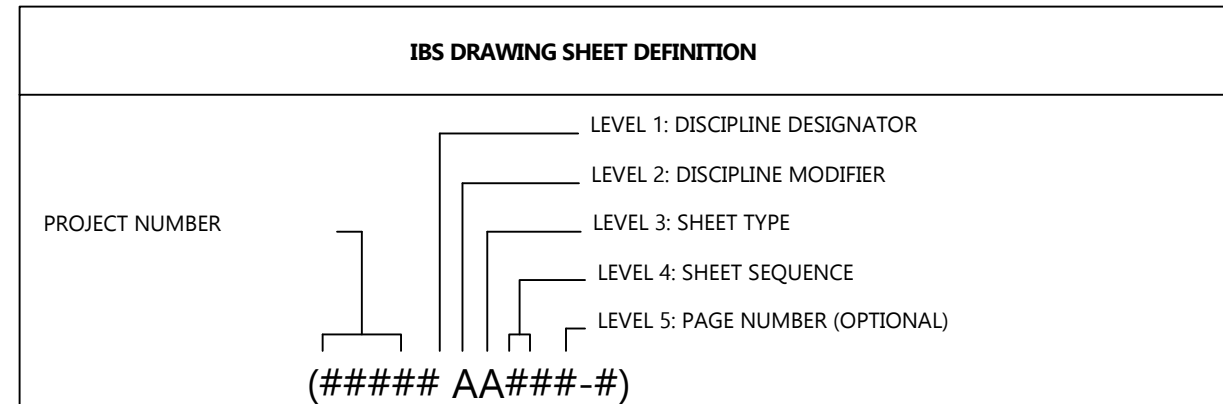 IBS DRAWING SHEET DEFINITION
LEVEL 1: DISCIPLINE DESIGNATOR
LEVEL 2: DISCIPLINE MODIFIER
PROJECT NUMBER
LEVEL 3: SHEET TYPE
LEVEL 4: SHEET SEQUENCE
LEVEL 5: PAGE NUMBER (OPTIONAL)
(##### AA###-#)